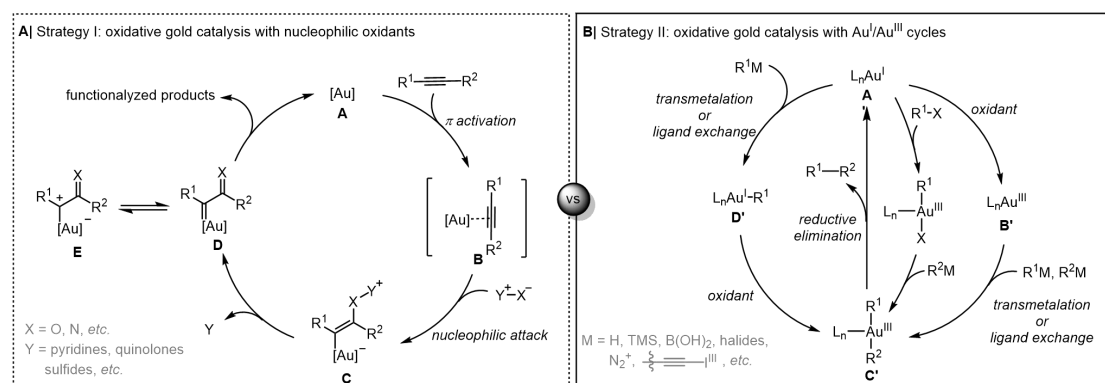 A| Strategy I: oxidative gold catalysis with nucleophilic oxidants
[Au]
A
R¹
R²
π activation
functionalyzed products
X
R¹
+
R²
[Au]
−
E
X
R¹
R²
[Au]
D
R¹
[Au]
R²
B
Y⁺−X⁻
nucleophilic attack
Y⁺
X
R¹
R²
[Au]
−
C
Y
X = O, N, etc.
Y = pyridines, quinolones
sulfides, etc.
vs
B| Strategy II: oxidative gold catalysis with Auᴵ/Auᴵᴵᴵ cycles
R¹M
LₙAuᴵ
A
'
transmetalation
or
ligand exchange
R¹-X
oxidant
R¹−R²
LₙAuᴵ-R¹
D'
reductive
elimination
R¹
Lₙ
Auᴵᴵᴵ
X
LₙAuᴵᴵᴵ
B'
R²M
R¹M, R²M
oxidant
transmetalation
or
ligand exchange
R¹
Lₙ
Auᴵᴵᴵ
R²
C'
M = H, TMS, B(OH)₂, halides,
N₂⁺, Iᴵᴵᴵ , etc.